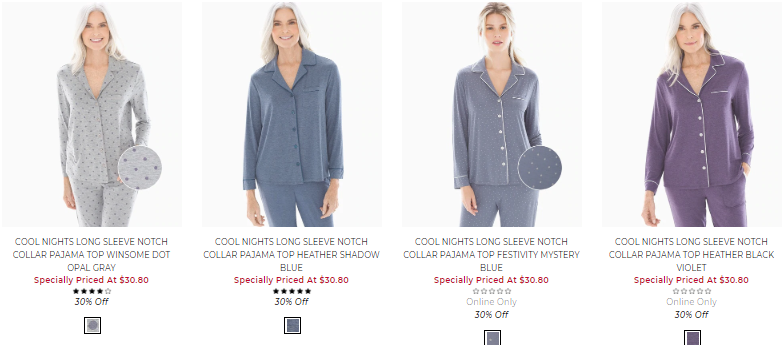 COOL NIGHTS LONG SLEEVE NOTCH
COLLAR PAJAMA TOP WINSOME DOT
OPAL GRAY
Specially Priced At $30.80
30% Off
COOL NIGHTS LONG SLEEVE NOTCH
COLLAR PAJAMA TOP HEATHER SHADOW
BLUE
Specially Priced At $30.80
30% Off
COOL NIGHTS LONG SLEEVE NOTCH
COLLAR PAJAMA TOP FESTIVITY MYSTERY
BLUE
Specially Priced At $30.80
Online Only
30% Off
COOL NIGHTS LONG SLEEVE NOTCH
COLLAR PAJAMA TOP HEATHER BLACK
VIOLET
Specially Priced At $30.80
Online Only
30% Off